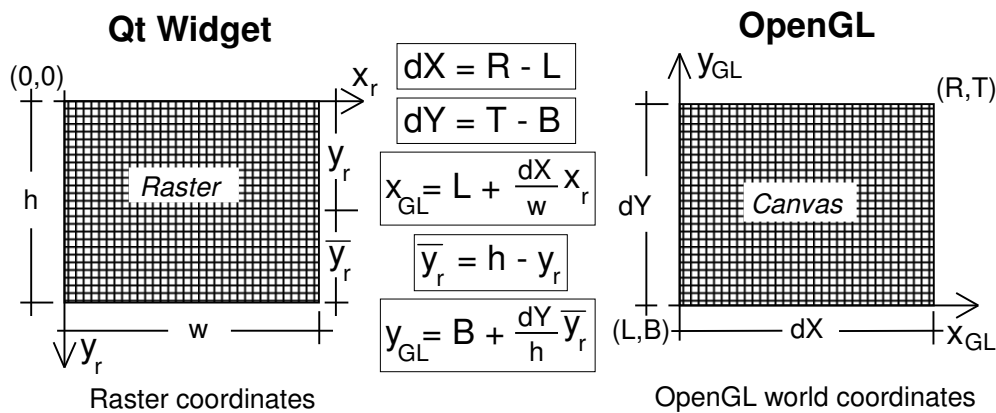 Qt Widget
(0,0)
x_r
h
Raster
y_r
y̅_r
w
y_r
Raster coordinates
dX = R - L
dY = T - B
x_GL = L + dX/w x_r
y̅_r = h - y_r
y_GL = B + dY/h y̅_r
OpenGL
y_GL
(R,T)
dY
Canvas
(L,B)
dX
x_GL
OpenGL world coordinates